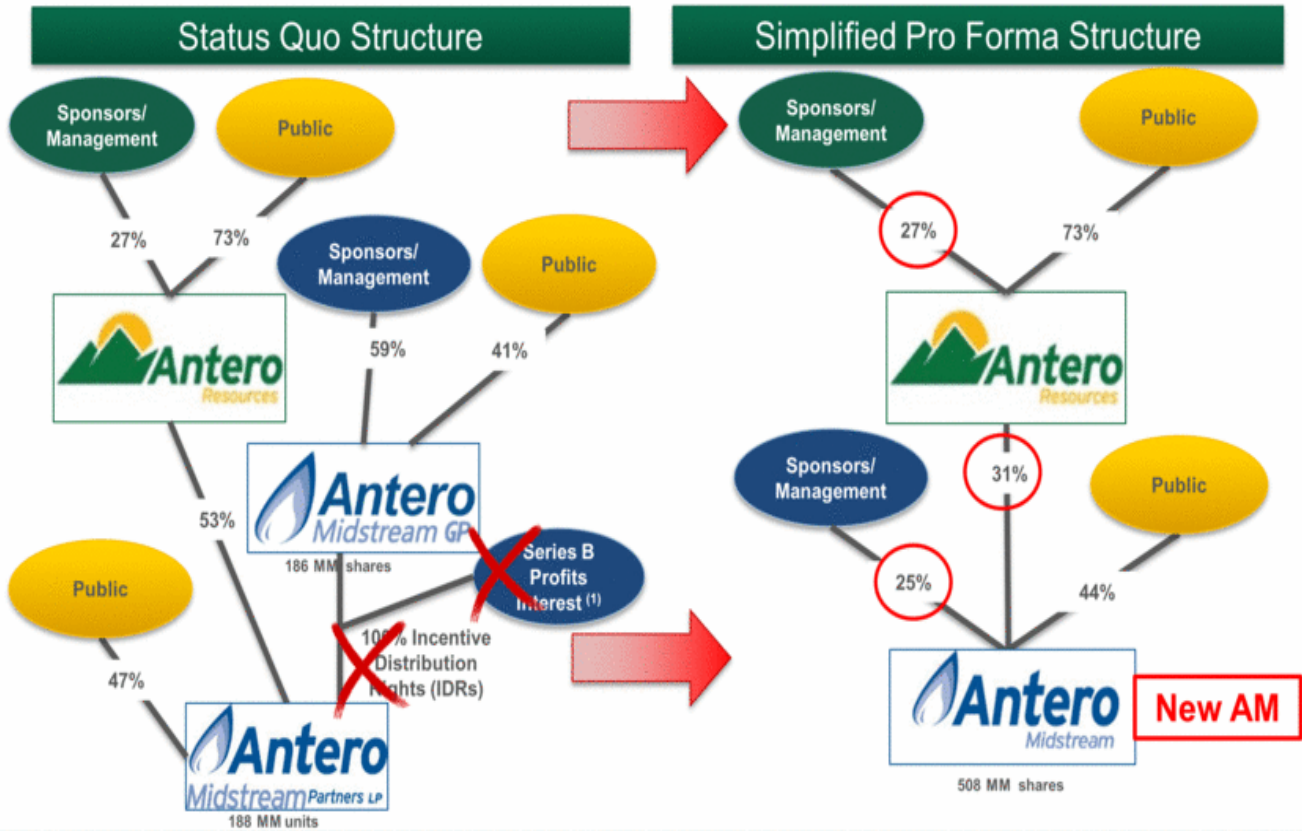 Status Quo Structure
Sponsors/
Management
Public
27%
73%
Sponsors/
Management
Public
Antero
Resources
59%
41%
Antero
Midstream GP
186 MM shares
53%
Series B
Profits
Interest (1)
Public
100% Incentive
Distribution
Rights (IDRs)
47%
Antero
Midstream Partners LP
188 MM units
Simplified Pro Forma Structure
Sponsors/
Management
Public
27%
73%
Antero
Resources
Sponsors/
Management
31%
Public
25%
44%
Antero
Midstream
New AM
508 MM shares